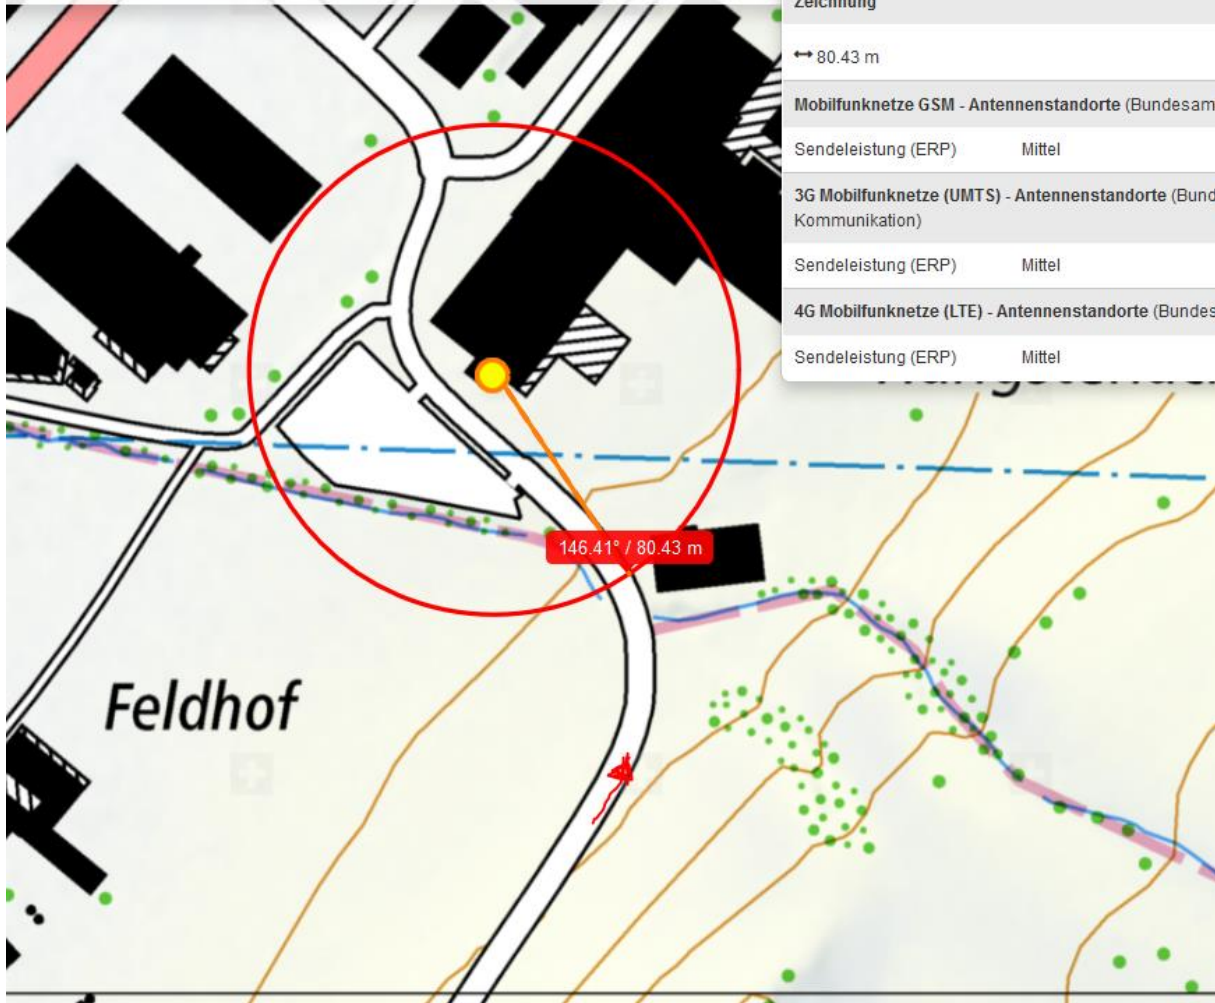 Zeichnung
80.43 m
Mobilfunknetze GSM - Antennenstandorte (Bundesam
Sendeleistung (ERP) Mittel
3G Mobilfunknetze (UMTS) - Antennenstandorte (Bund
Kommunikation)
Sendeleistung (ERP) Mittel
4G Mobilfunknetze (LTE) - Antennenstandorte (Bundes
Sendeleistung (ERP) Mittel
146.41° / 80.43 m
Feldhof